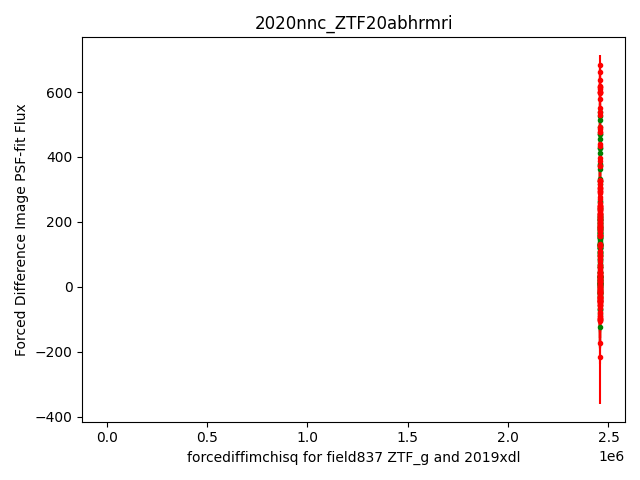 2020nnc_ZTF20abhrmri
Forced Difference Image PSF-fit Flux
600
400
200
0
−200
−400
0.0 0.5 1.0 1.5 2.0 2.5
1e6
forcediffimchisq for field837 ZTF_g and 2019xdl